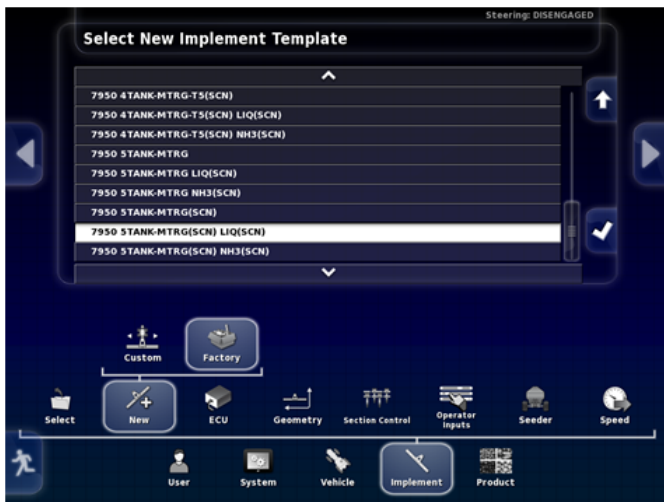 Steering: DISENGAGED
Select New Implement Template
7950 4TANK-MTRG-T5(SCN)
7950 4TANK-MTRG-T5(SCN) LIQ(SCN)
7950 4TANK-MTRG-T5(SCN) NH3(SCN)
7950 5TANK-MTRG
7950 5TANK-MTRG LIQ(SCN)
7950 5TANK-MTRG NH3(SCN)
7950 5TANK-MTRG(SCN)
7950 5TANK-MTRG(SCN) LIQ(SCN)
7950 5TANK-MTRG(SCN) NH3(SCN)
Custom
Factory
Select
New
ECU
Geometry
Section Control
Operator
Inputs
Seeder
Speed
User
System
Vehicle
Implement
Product